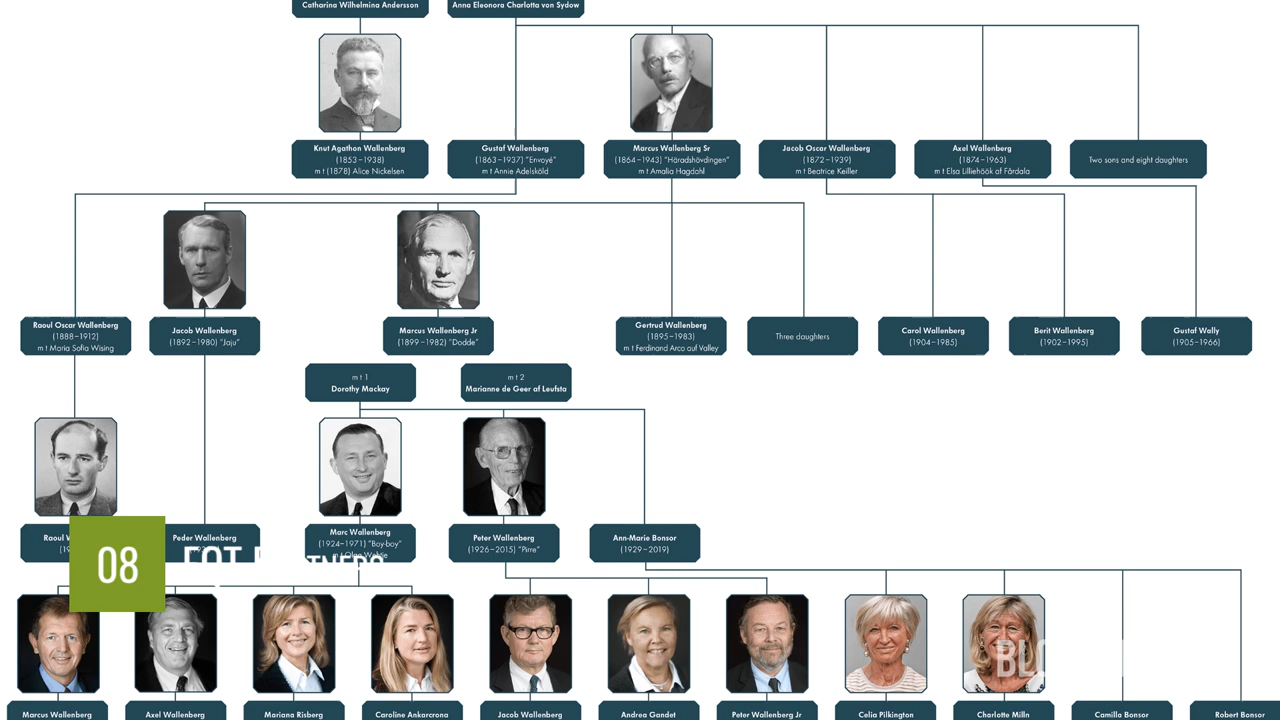 Catharina Wilhelmina Andersson
Anna Eleonora Charlotta von Sydow
Knut Agathon Wallenberg
(1853–1938)
m t (1878) Alice Nickelsen
Gustaf Wallenberg
(1863–1937) "Envoyé"
m t Annie Adelsköld
Marcus Wallenberg Sr
(1864–1943) "Häradshövdingen"
m t Amalia Hagdahl
Jacob Oscar Wallenberg
(1872–1939)
m t Beatrice Keiller
Axel Wallenberg
(1874–1963)
m t Elsa Lilliehöök af Fårdala
Two sons and eight daughters
Raoul Oscar Wallenberg
(1888–1912)
m t Maria Sofia Wising
Jacob Wallenberg
(1892–1980) "Jaju"
Marcus Wallenberg Jr
(1899–1982) "Dodde"
Gertrud Wallenberg
(1895–1983)
m t Ferdinand Arco auf Valley
Three daughters
Carol Wallenberg
(1904–1985)
Berit Wallenberg
(1902–1995)
Gustaf Wally
(1905–1966)
m t 1
Dorothy Mackay
m t 2
Marianne de Geer af Leufsta
Raoul
Peder Wallenberg
Marc Wallenberg
(1924–1971) "Boy-boy"
m t Olga
Peter Wallenberg
(1926–2015) "Pirre"
Ann-Marie Bonsor
(1929–2019)
08
EQT
Marcus Wallenberg
Axel Wallenberg
Mariana Risberg
Caroline Ankarcrona
Jacob Wallenberg
Andrea Gandet
Peter Wallenberg Jr
Celia Pilkington
Charlotte Milln
Camilla Bonsor
Robert Bonsor